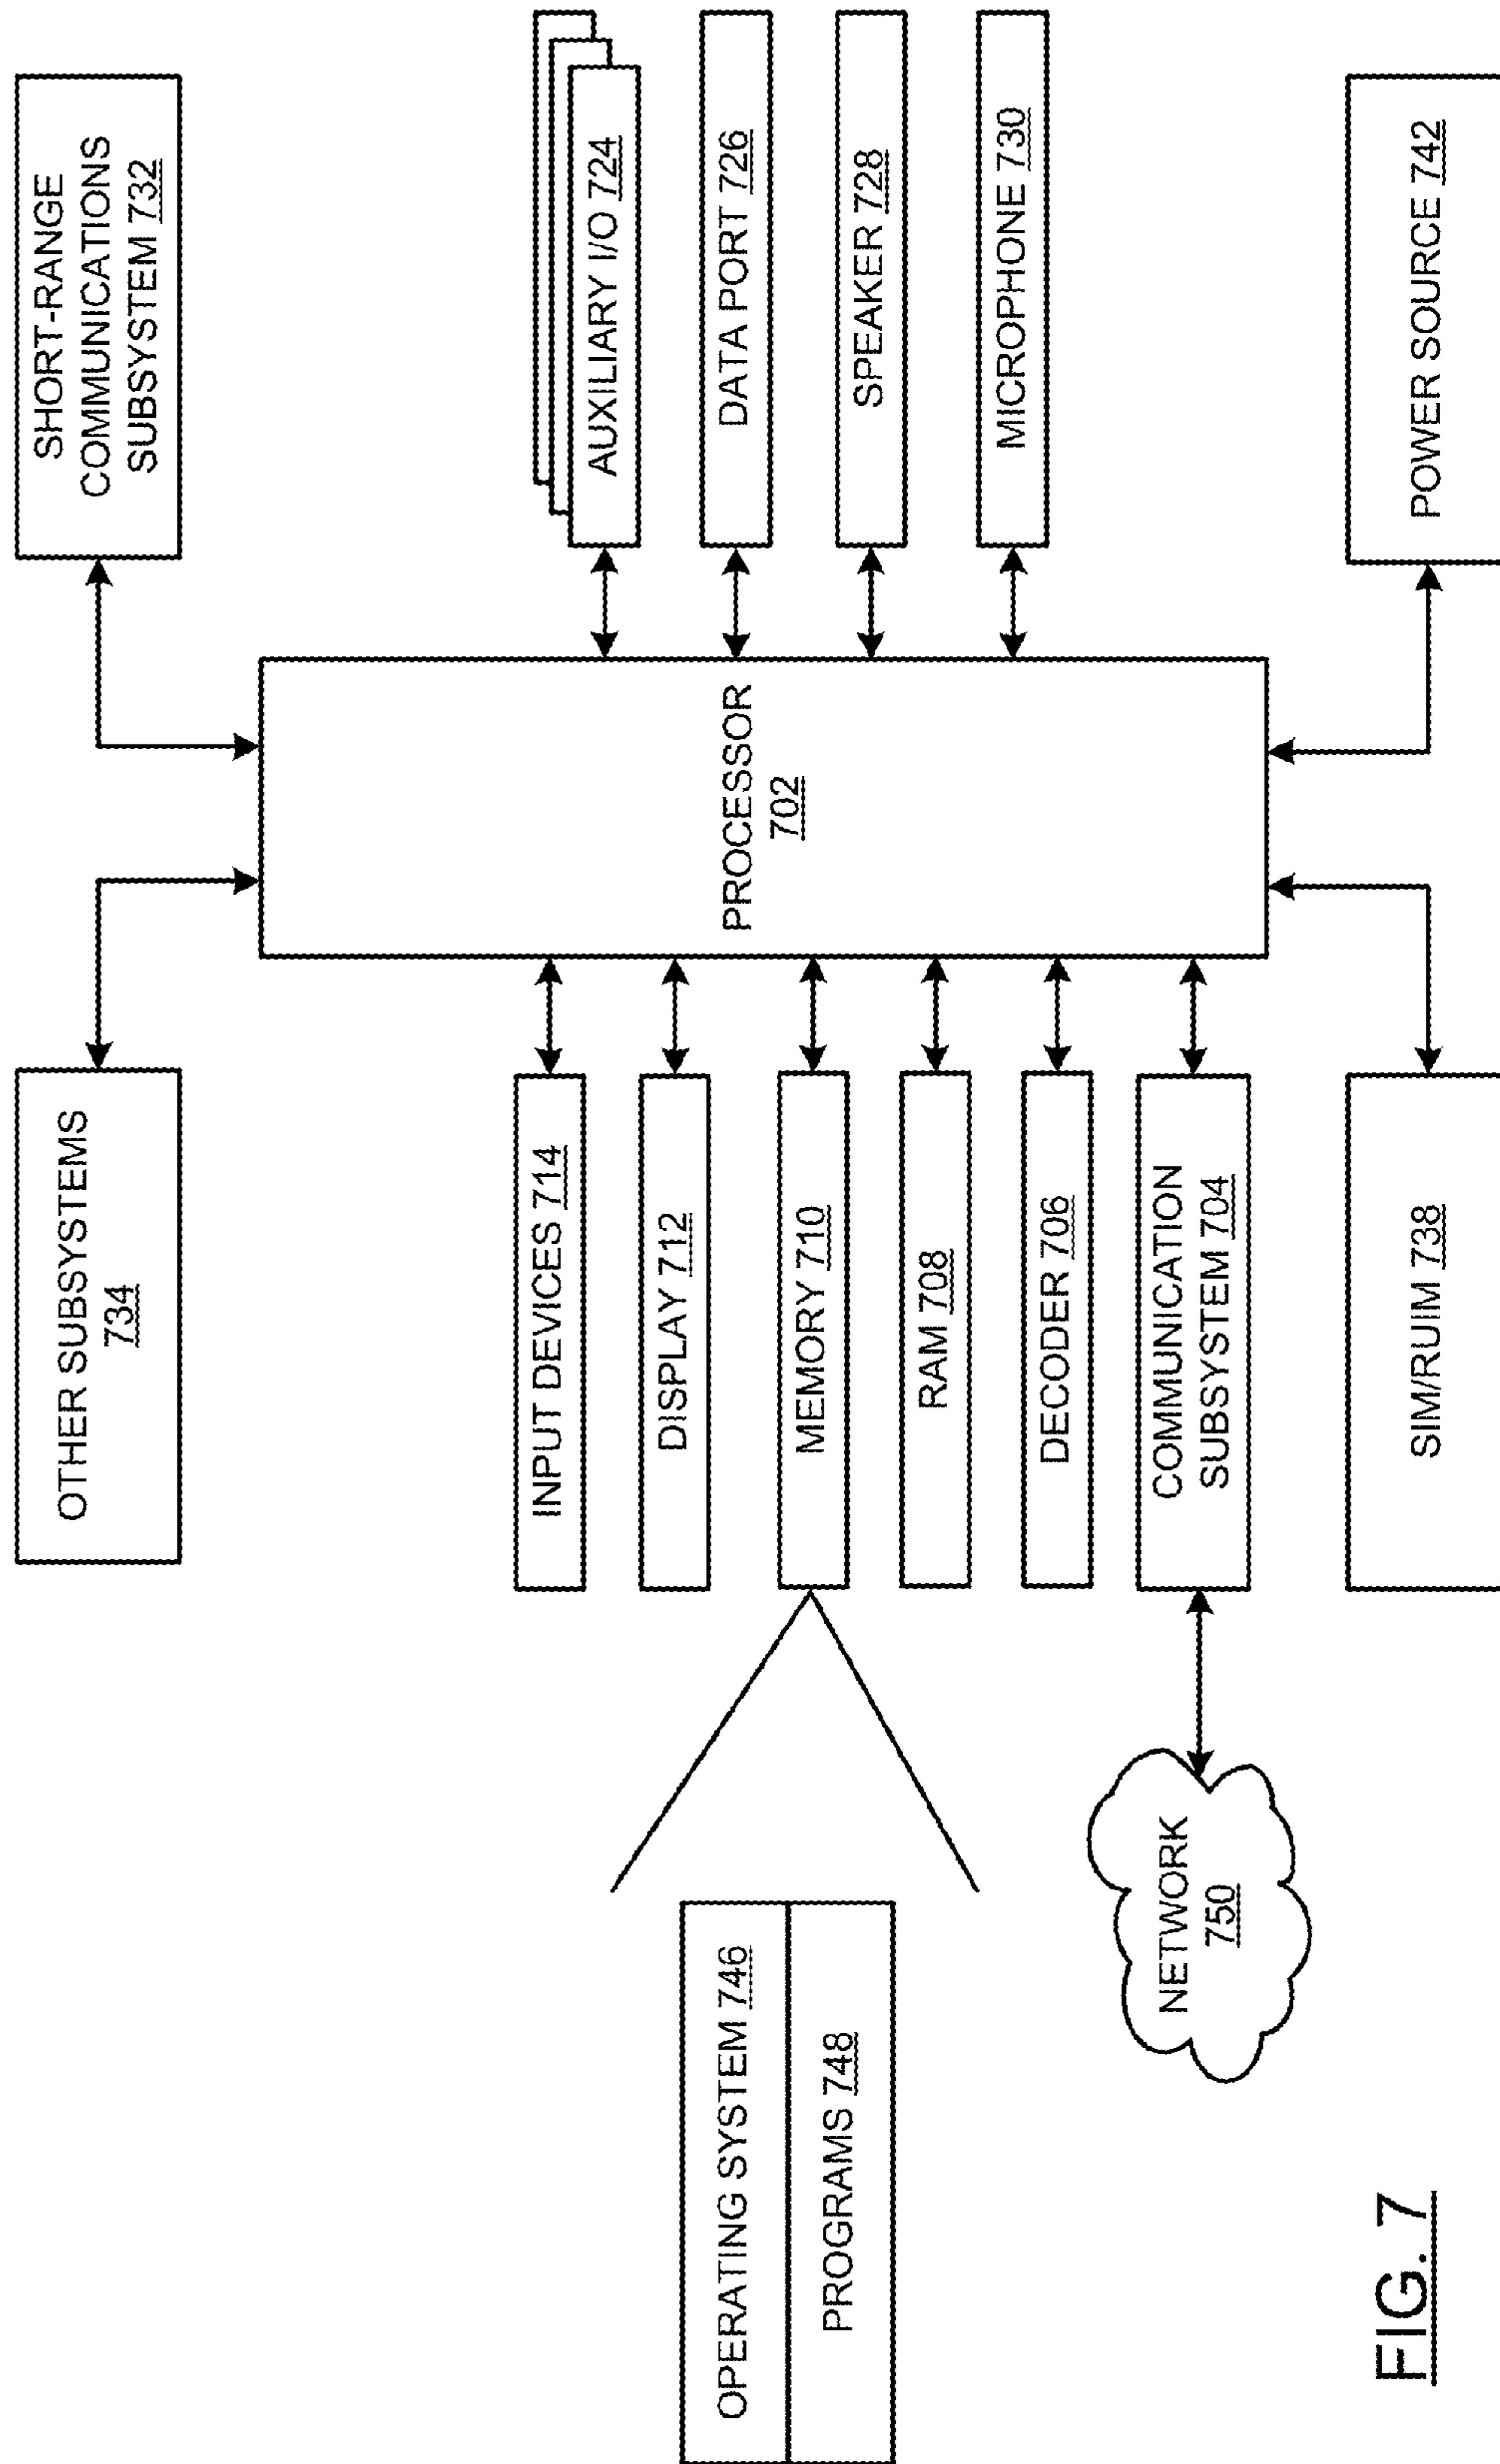 OTHER SUBSYSTEMS
734
SHORT-RANGE
COMMUNICATIONS
SUBSYSTEM 732
INPUT DEVICES 714
DISPLAY 712
MEMORY 710
RAM 708
DECODER 706
COMMUNICATION
SUBSYSTEM 704
PROCESSOR
702
AUXILIARY I/O 724
DATA PORT 726
SPEAKER 728
MICROPHONE 730
OPERATING SYSTEM 746
PROGRAMS 748
NETWORK
750
SIM/RUIM 738
POWER SOURCE 742
FIG. 7